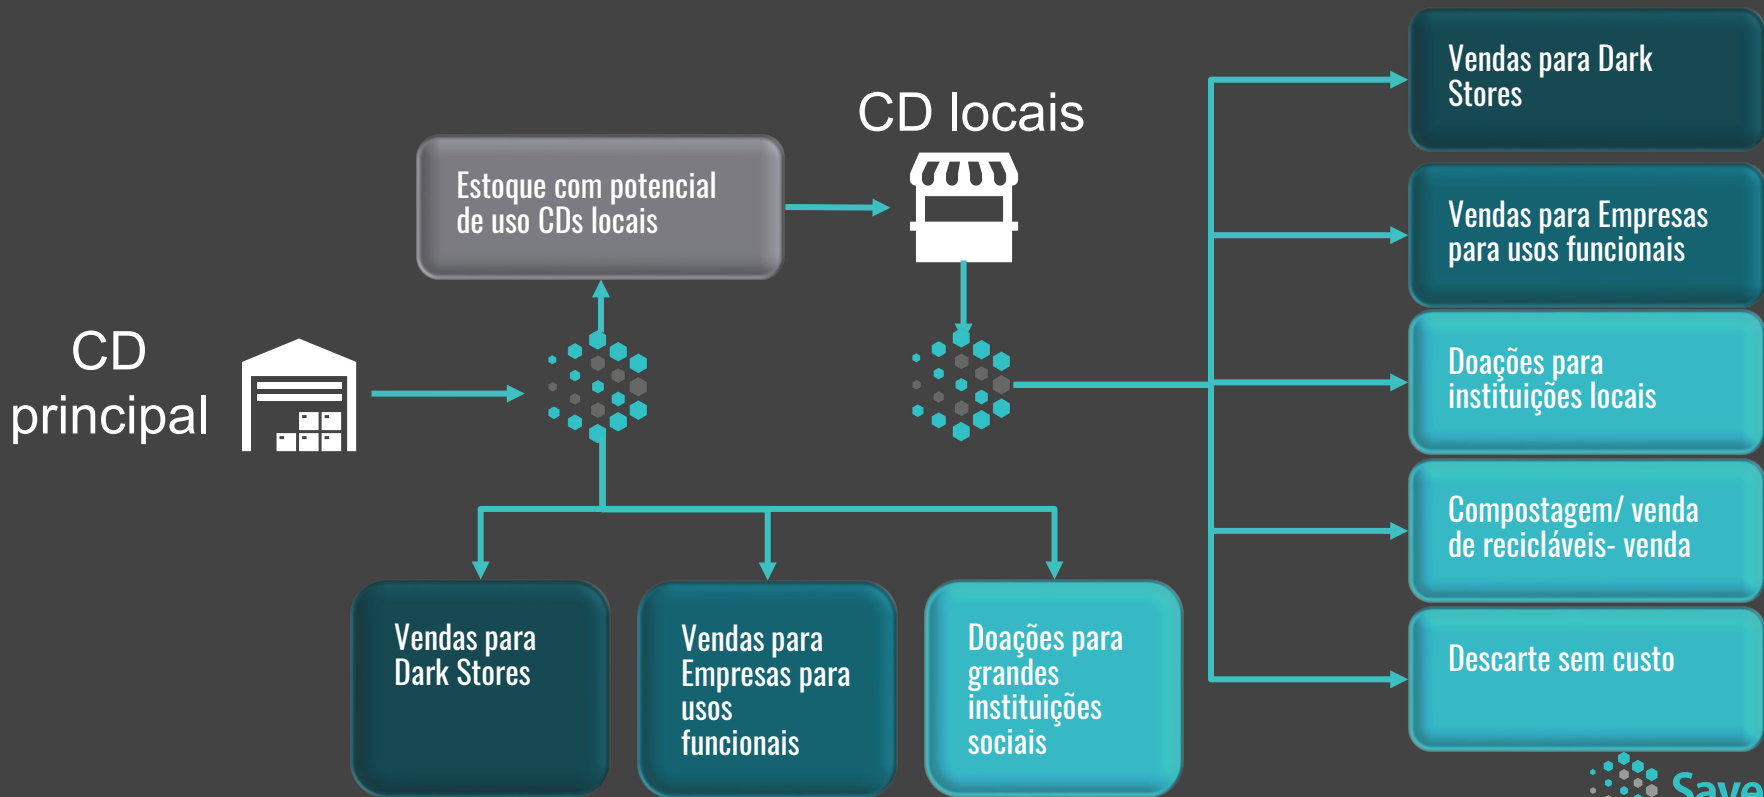 CD
principal
Estoque com potencial
de uso CDs locais
CD locais
Vendas para
Dark Stores
Vendas para
Empresas para
usos
funcionais
Doações para
grandes
instituições
sociais
Vendas para Dark
Stores
Vendas para Empresas
para usos funcionais
Doações para
instituições locais
Compostagem/ venda
de recicláveis- venda
Descarte sem custo
Save